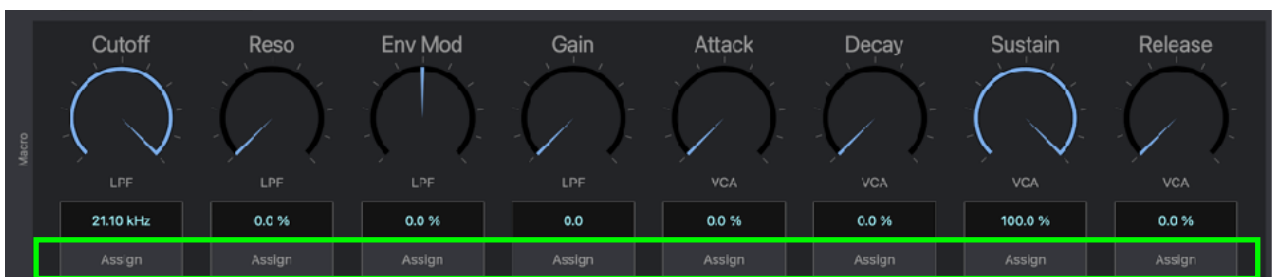 Macro
Cutoff Reso Env Mod Gain Attack Decay Sustain Release
LPF LPF LPF LPF VCA VCA VCA VCA
21.10 kHz 0.0 % 0.0 % 0.0 0.0 % 0.0 % 100.0 % 0.0 %
Assign Assign Assign Assign Assign Assign Assign Assign